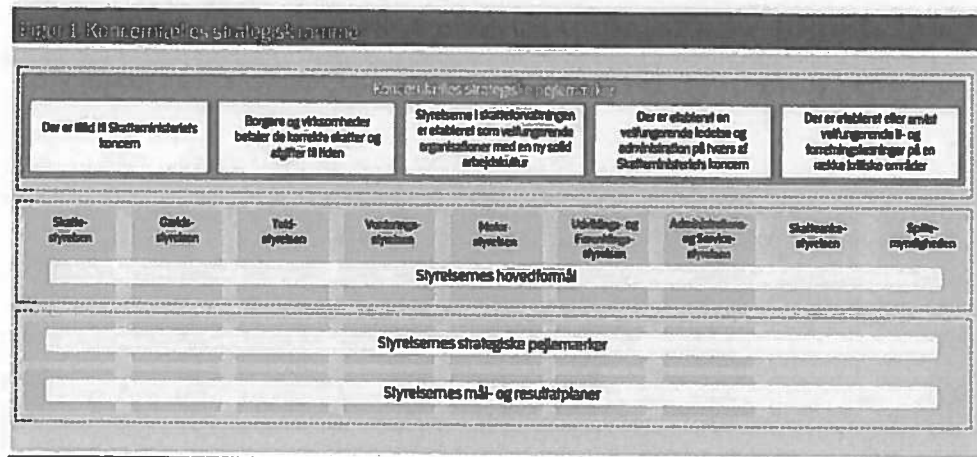 Figur 1 Koncernfælles strategisk ramme
Koncernfælles strategiske pejlemærker
Der er tillid til Skatteministeriets
koncern
Borgere og virksomheder
betaler de korrekte skatter og
afgifter til tiden
Styrelserne i skatteforvaltningen
er etableret som velfungerende
organisationer med en ny solid
arbejdskultur
Der er etableret en
velfungerende ledelse og
administration på tværs af
Skatteministeriets koncern
Der er etableret eller anvist
velfungerende it- og
forretningsløsninger på en
række kritiske områder
Skatte-
styrelsen
Gælds-
styrelsen
Told-
styrelsen
Vurderings-
styrelsen
Motor-
styrelsen
Udviklings- og
Forenklings-
styrelsen
Administrations-
og Service-
styrelsen
Skatteanke-
styrelsen
Spille-
myndigheden
Styrelsernes hovedformål
Styrelsernes strategiske pejlemærker
Styrelsernes mål- og resultatplaner